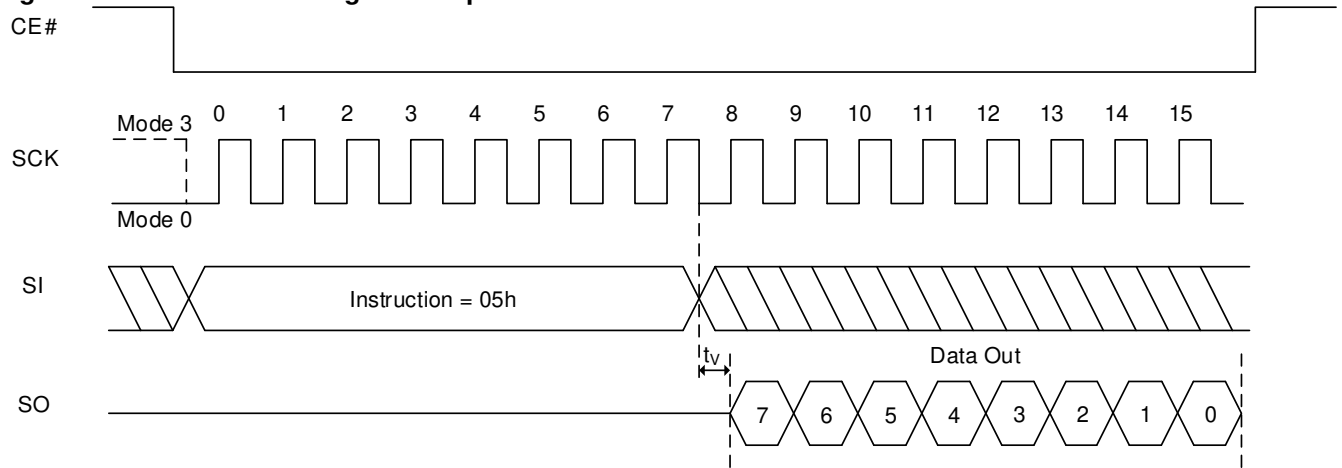 CE#
0 1 2 3 4 5 6 7 8 9 10 11 12 13 14 15
Mode 3
SCK
Mode 0
SI
Instruction = 05h
tV
Data Out
SO
7 6 5 4 3 2 1 0